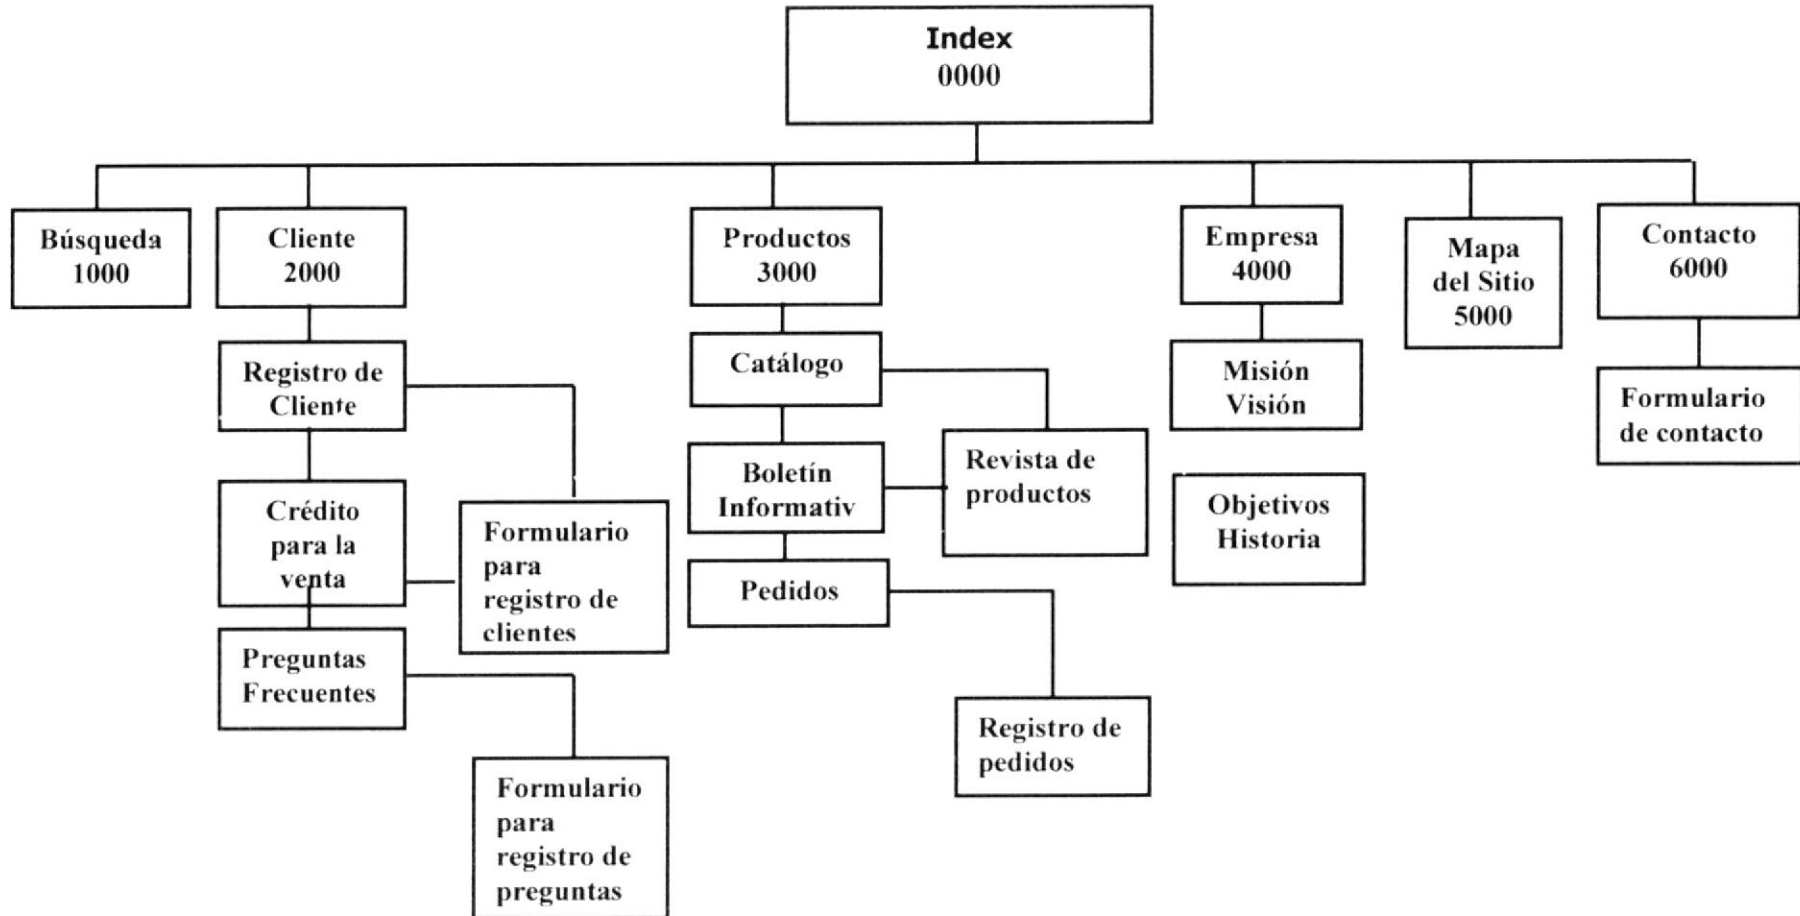 Index
0000
Búsqueda
1000
Cliente
2000
Productos
3000
Empresa
4000
Mapa
del Sitio
5000
Contacto
6000
Registro de
Cliente
Catálogo
Misión
Visión
Formulario
de contacto
Crédito
para la
venta
Formulario
para
registro de
clientes
Boletín
Informativ
Revista de
productos
Objetivos
Historia
Pedidos
Preguntas
Frecuentes
Registro de
pedidos
Formulario
para
registro de
preguntas